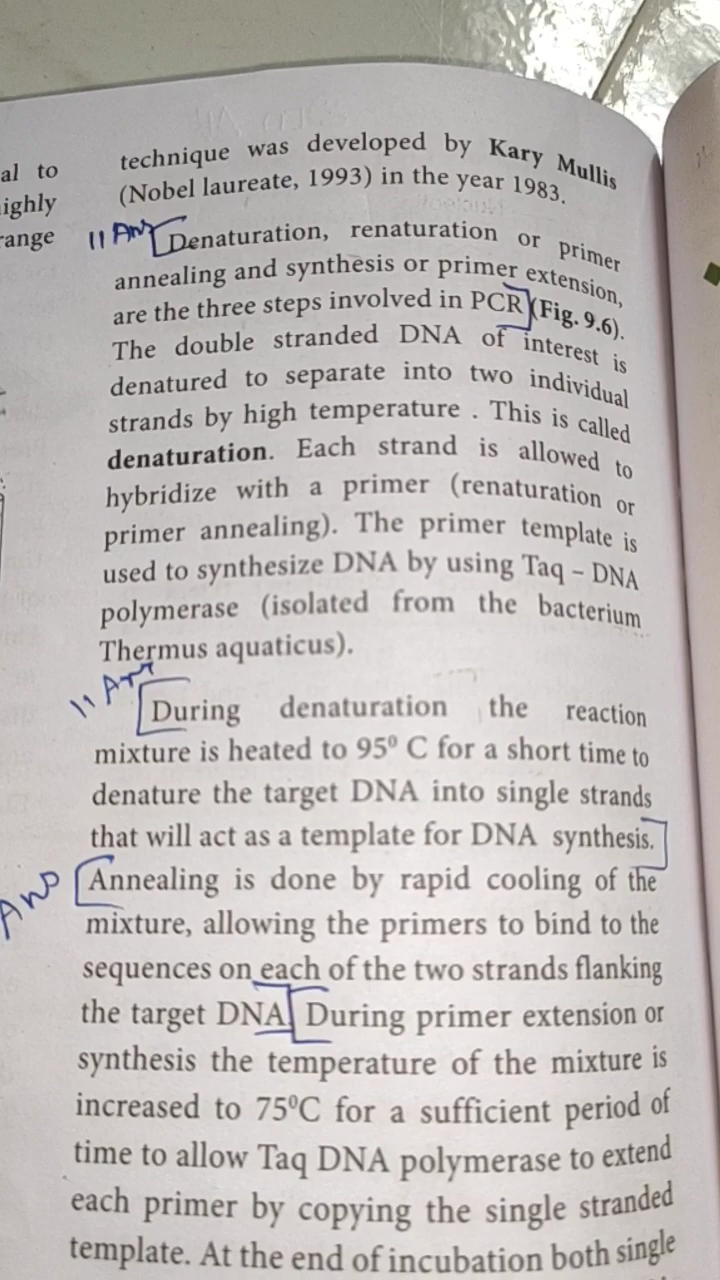 al to
ighly
range
technique was developed by Kary Mullis
(Nobel laureate, 1993) in the year 1983.
11 Ans
Denaturation, renaturation or primer
annealing and synthesis or primer extension,
are the three steps involved in PCR (Fig. 9.6).
The double stranded DNA of interest is
denatured to separate into two individual
strands by high temperature . This is called
denaturation. Each strand is allowed to
hybridize with a primer (renaturation or
primer annealing). The primer template is
used to synthesize DNA by using Taq – DNA
polymerase (isolated from the bacterium
Thermus aquaticus).
11 Ans
During denaturation the reaction
mixture is heated to 95⁰ C for a short time to
denature the target DNA into single strands
that will act as a template for DNA synthesis.
Ans
Annealing is done by rapid cooling of the
mixture, allowing the primers to bind to the
sequences on each of the two strands flanking
the target DNA During primer extension or
synthesis the temperature of the mixture is
increased to 75⁰C for a sufficient period of
time to allow Taq DNA polymerase to extend
each primer by copying the single stranded
template. At the end of incubation both single